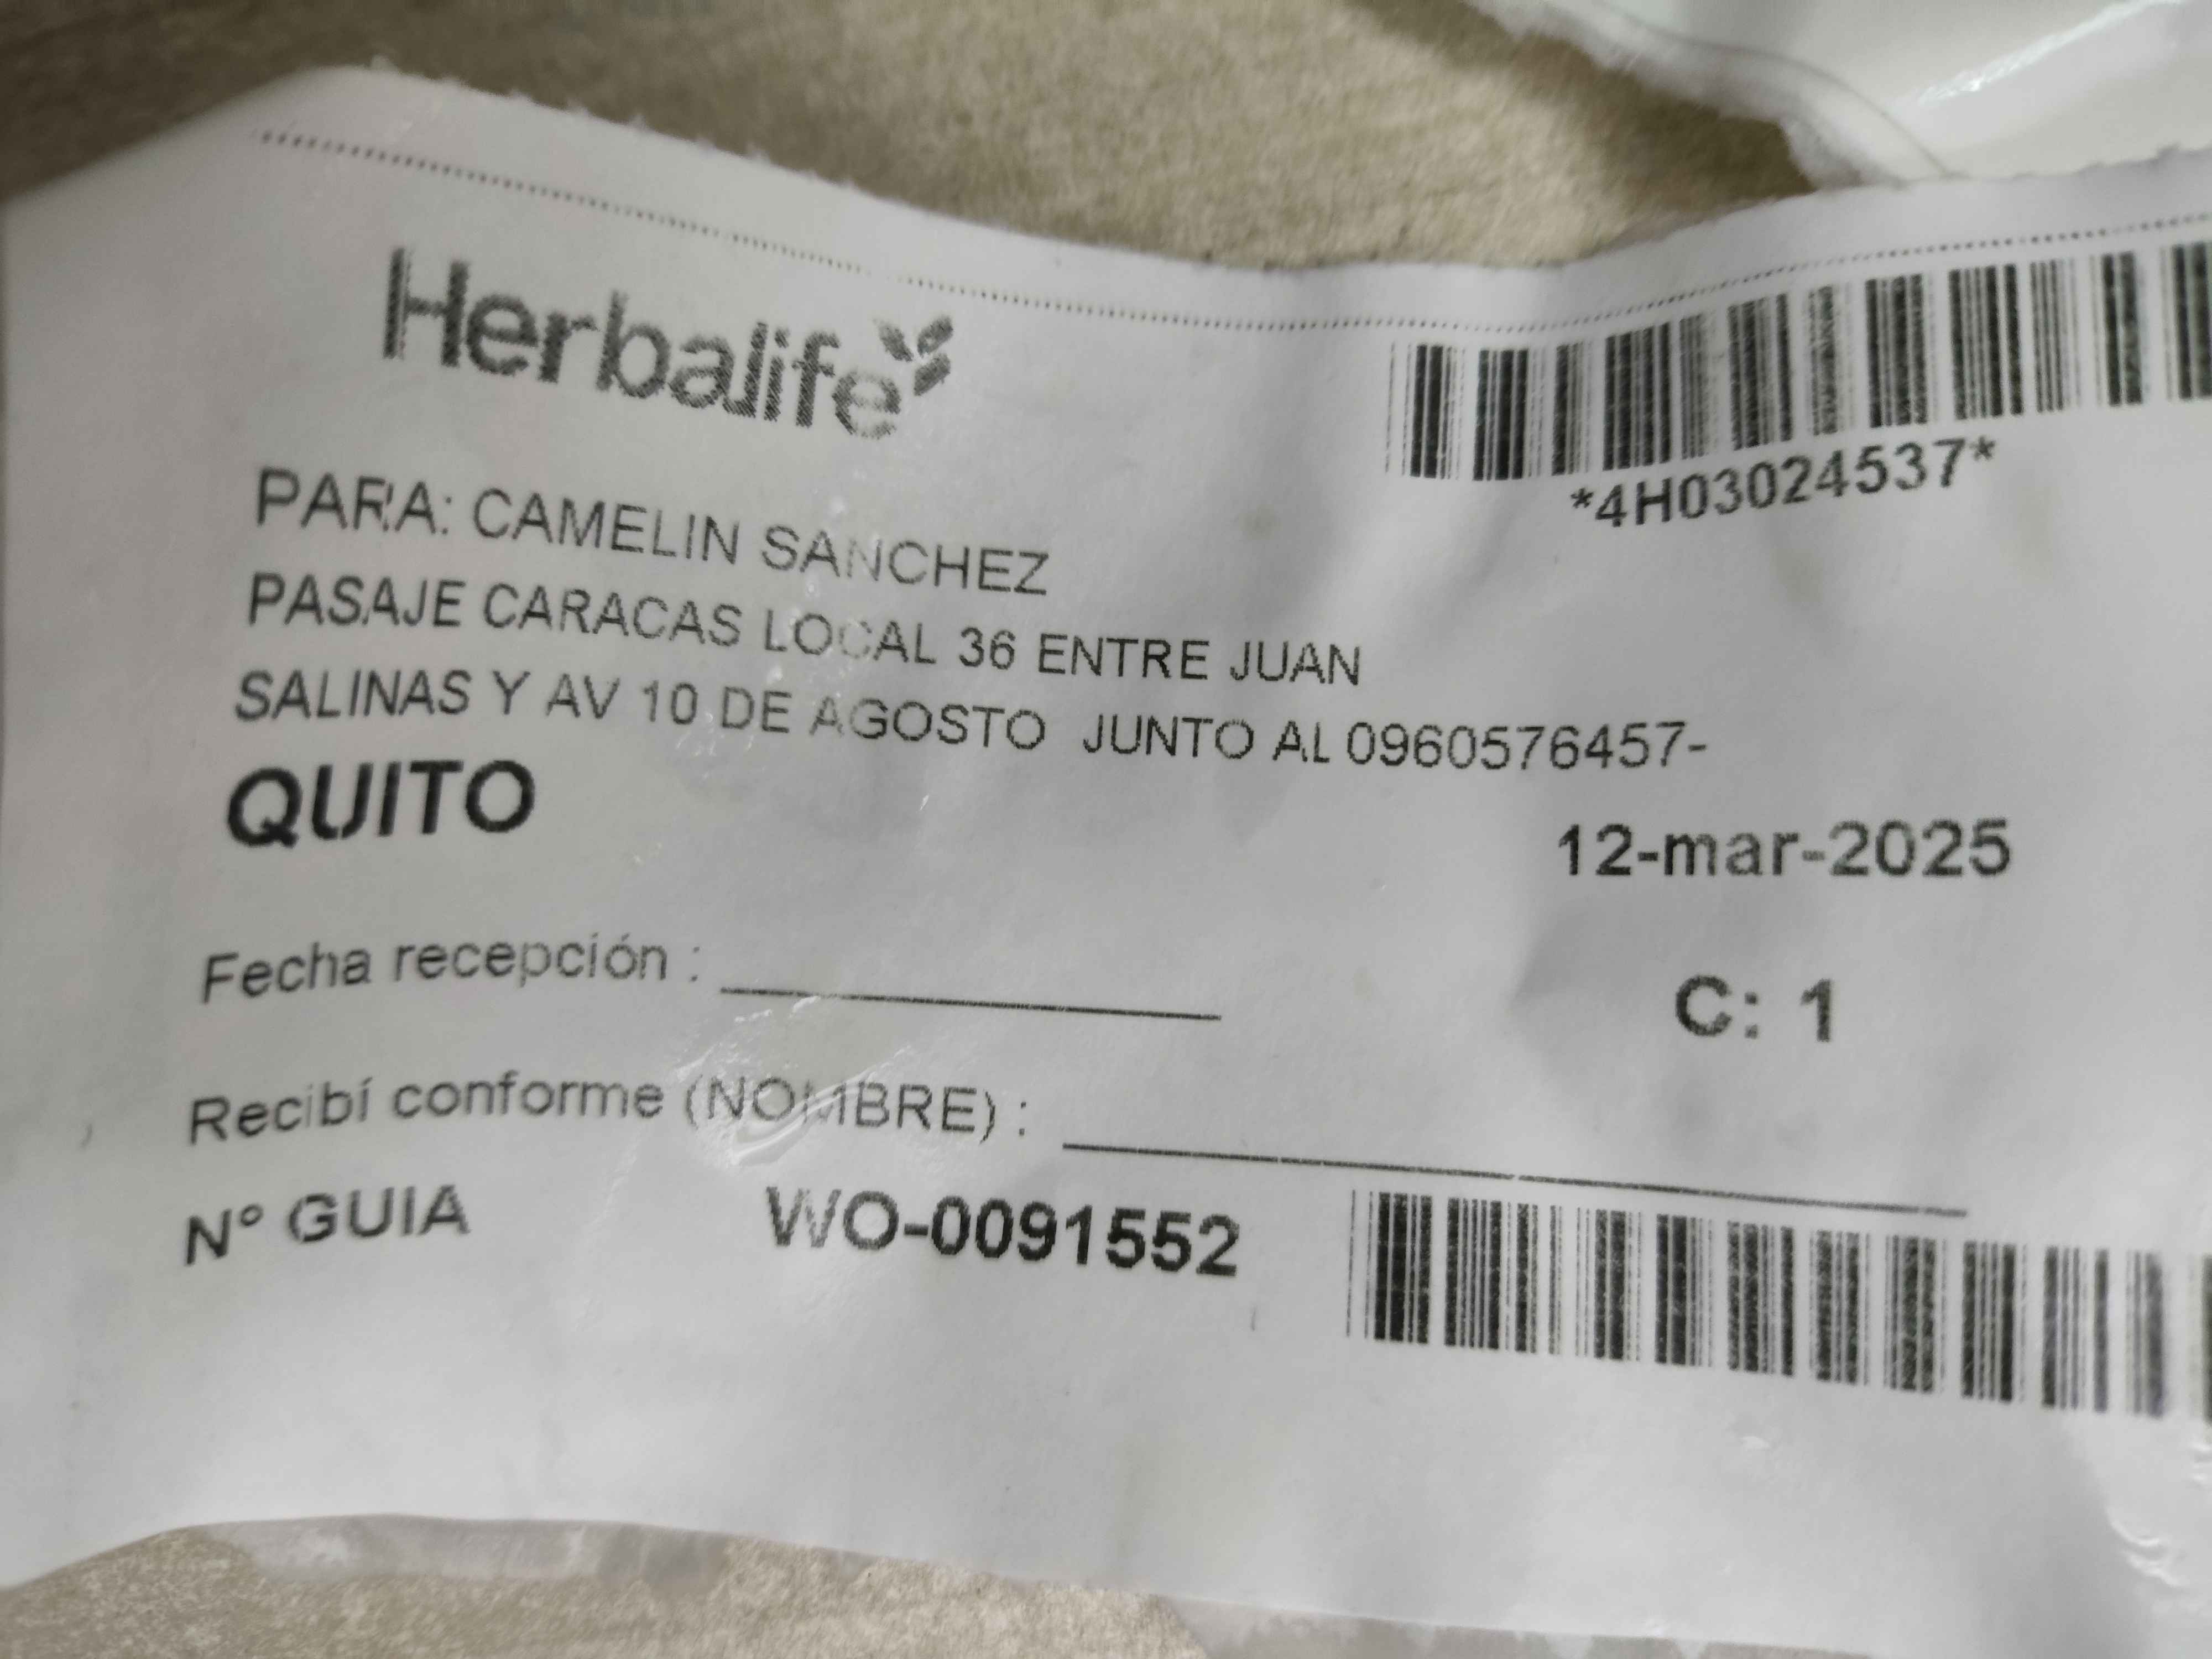 Herbalife
*4H03024537*
PARA: CAMELIN SANCHEZ
PASAJE CARACAS LOCAL 36 ENTRE JUAN
SALINAS Y AV 10 DE AGOSTO JUNTO AL 0960576457-
QUITO
12-mar-2025
Fecha recepción :
C: 1
Recibí conforme (NOMBRE) :
Nº GUIA WO-0091552